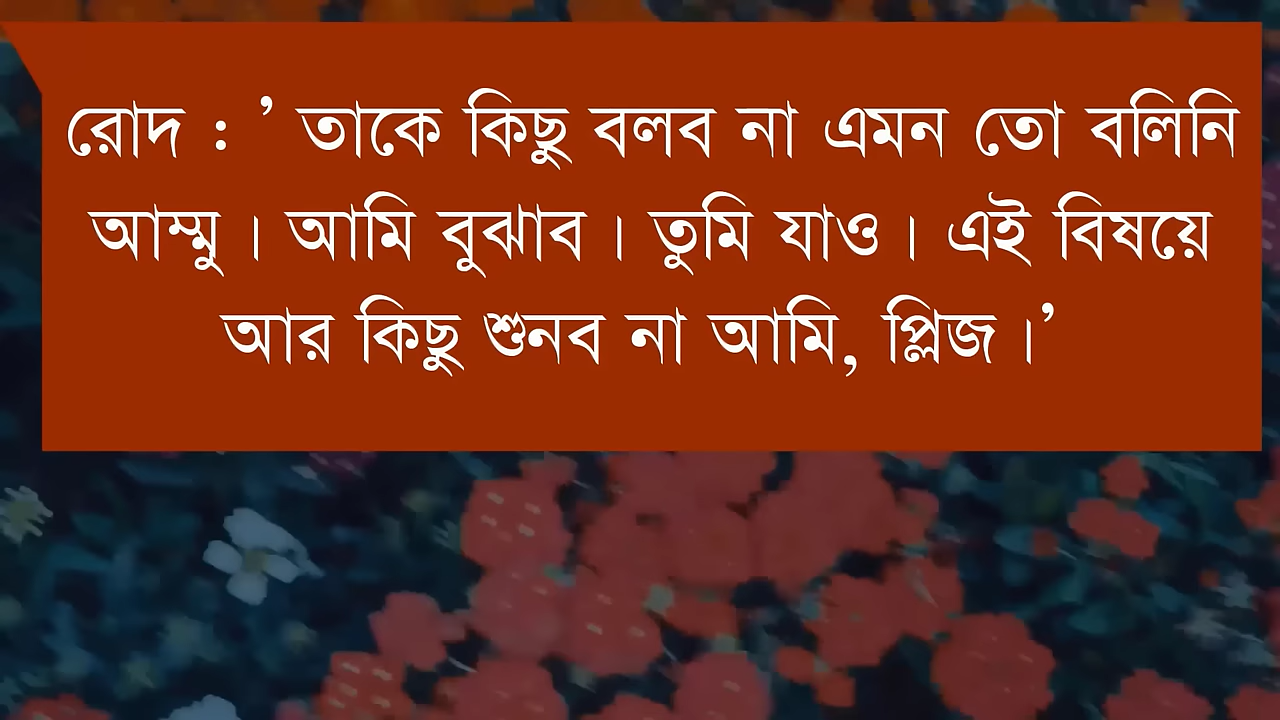 রোদ : ’ তাকে কিছু বলব না এমন তো বলিনি
আম্মু । আমি বুঝাব । তুমি যাও । এই বিষয়ে
আর কিছু শুনব না আমি, প্লিজ ।’